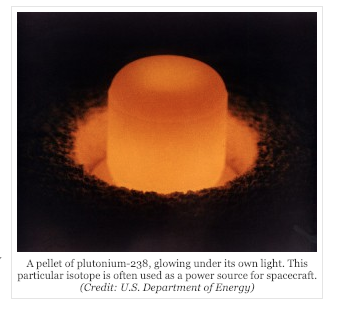 A pellet of plutonium-238, glowing under its own light. This
particular isotope is often used as a power source for spacecraft.
(Credit: U.S. Department of Energy)